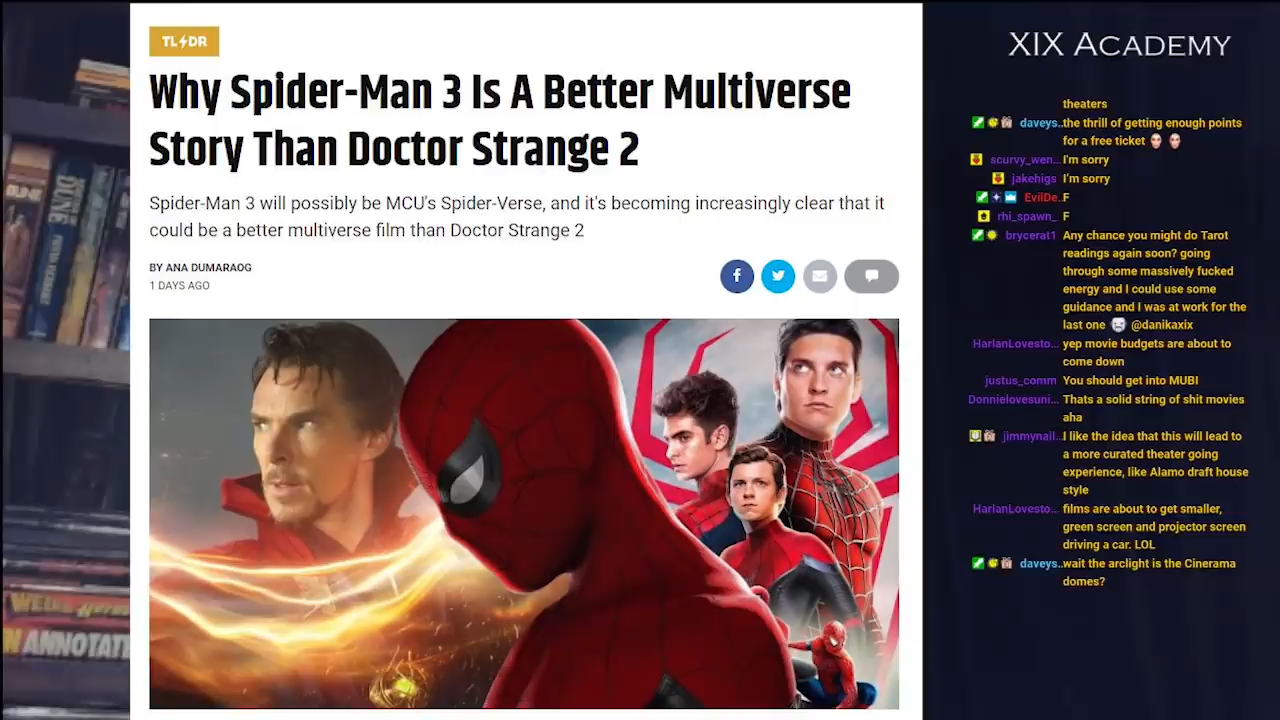 TL DR
Why Spider-Man 3 Is A Better Multiverse
Story Than Doctor Strange 2
Spider-Man 3 will possibly be MCU's Spider-Verse, and it's becoming increasingly clear that it
could be a better multiverse film than Doctor Strange 2
BY ANA DUMARAOG
1 DAYS AGO
XIX ACADEMY
theaters
daveys.. the thrill of getting enough points
for a free ticket
scurvy_wen... I'm sorry
jakehigs I'm sorry
EvilDe.. F
rhi_spawn_ F
brycerat1 Any chance you might do Tarot
readings again soon? going
through some massively fucked
energy and I could use some
guidance and I was at work for the
last one @danikaxix
HarlanLovesto... yep movie budgets are about to
come down
justus_comm You should get into MUBI
Donnielovesuni... Thats a solid string of shit movies
aha
jimmynail.. I like the idea that this will lead to
a more curated theater going
experience, like Alamo draft house
style
HarlanLovesto... films are about to get smaller,
green screen and projector screen
driving a car. LOL
daveys.. wait the arclight is the Cinerama
domes?
DUNE
ANNOTAT